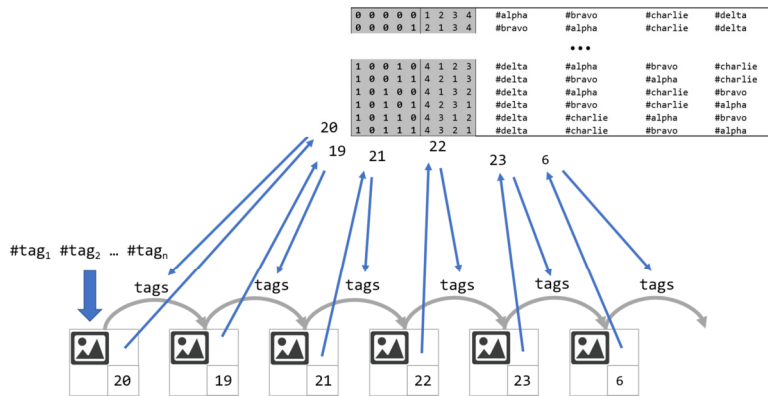 0 0 0 0 0 1 2 3 4 #alpha #bravo #charlie #delta
0 0 0 0 1 2 1 3 4 #bravo #alpha #charlie #delta
•••
1 0 0 1 0 4 1 2 3 #delta #alpha #bravo #charlie
1 0 0 1 1 4 2 1 3 #delta #bravo #alpha #charlie
1 0 1 0 0 4 1 3 2 #delta #alpha #charlie #bravo
1 0 1 0 1 4 2 3 1 #delta #bravo #charlie #alpha
1 0 1 1 0 4 3 1 2 #delta #charlie #alpha #bravo
1 0 1 1 1 4 3 2 1 #delta #charlie #bravo #alpha
20 19 21 22 23 6
#tag₁ #tag₂ … #tagₙ
tags tags tags tags tags tags
20 19 21 22 23 6